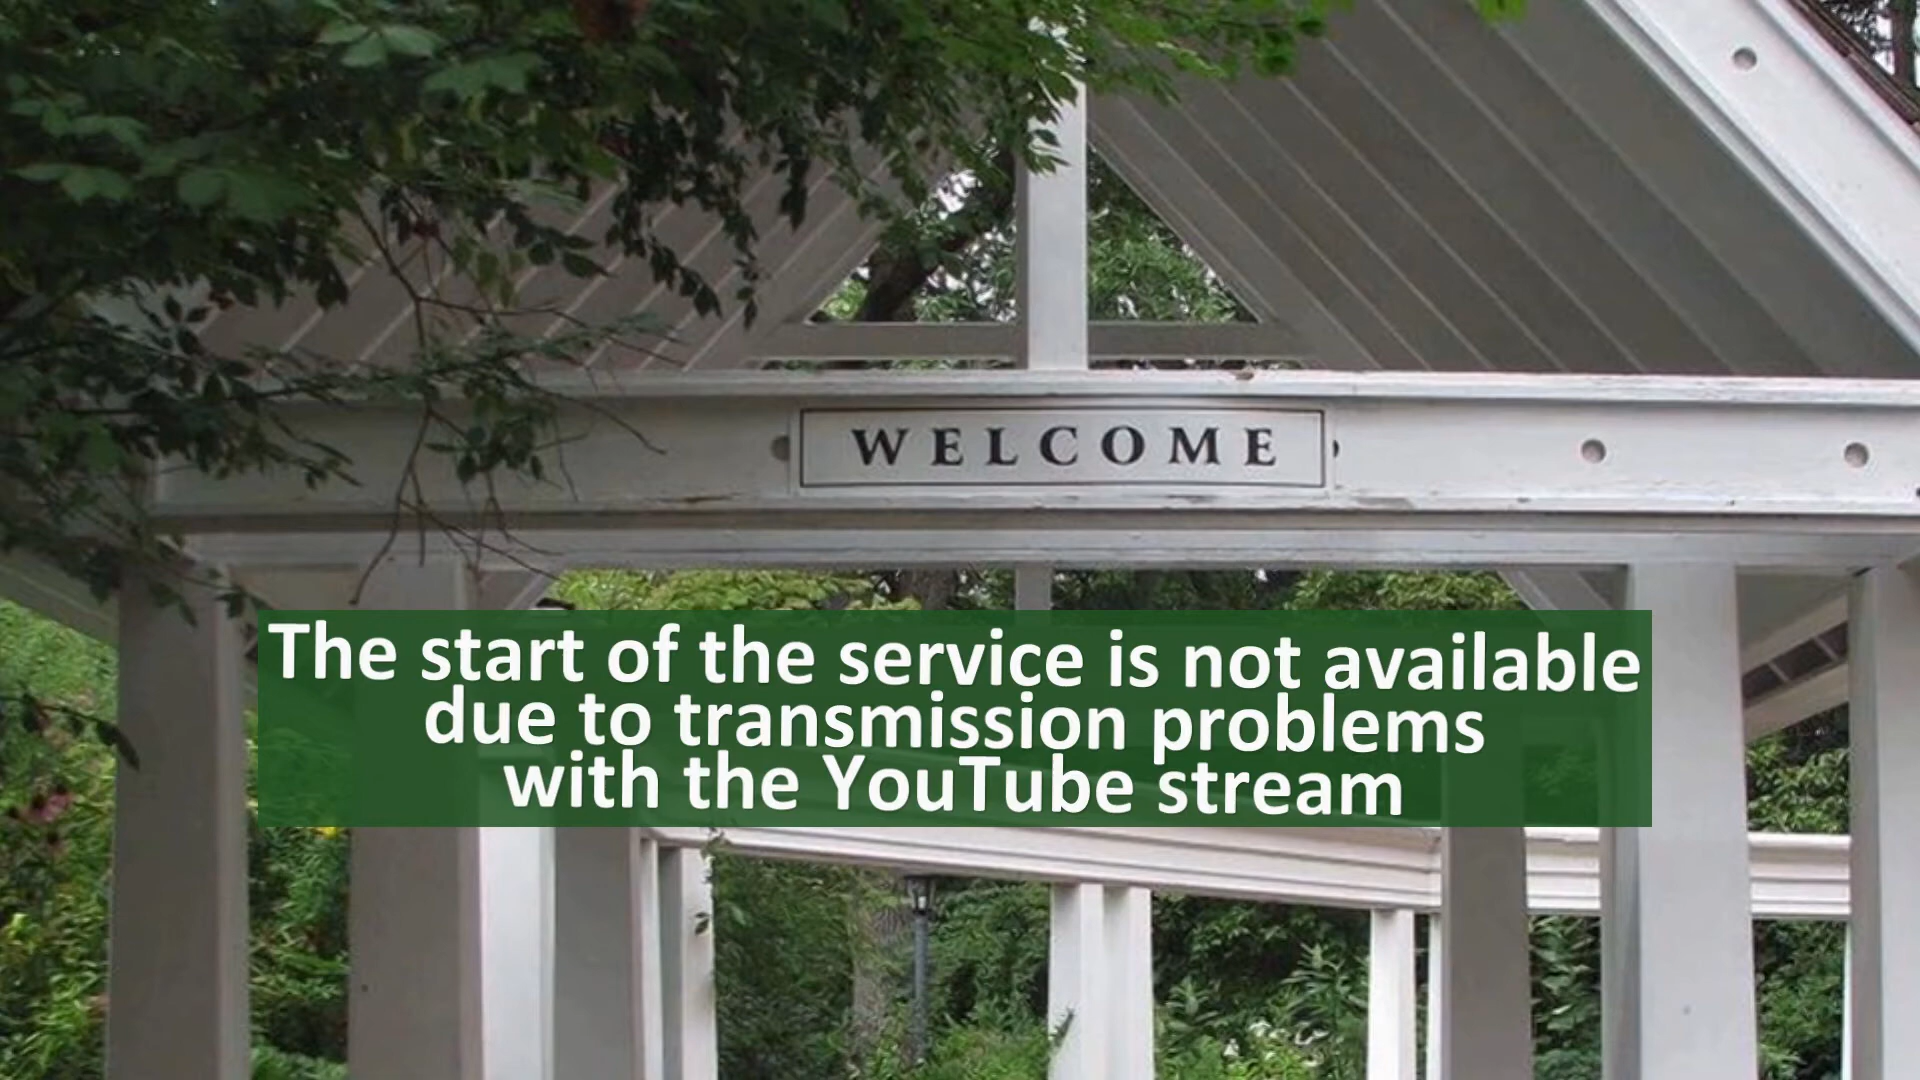 WELCOME
The start of the service is not available
due to transmission problems
with the YouTube stream